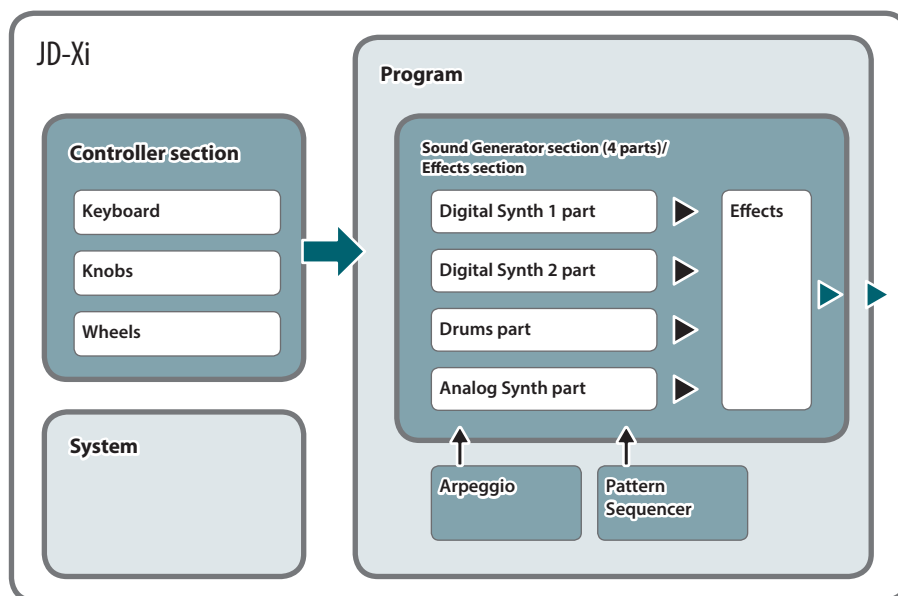 JD-Xi
Program
Controller section
Keyboard
Knobs
Wheels
System
Sound Generator section (4 parts)/
Effects section
Digital Synth 1 part
Digital Synth 2 part
Drums part
Analog Synth part
Effects
Arpeggio
Pattern
Sequencer